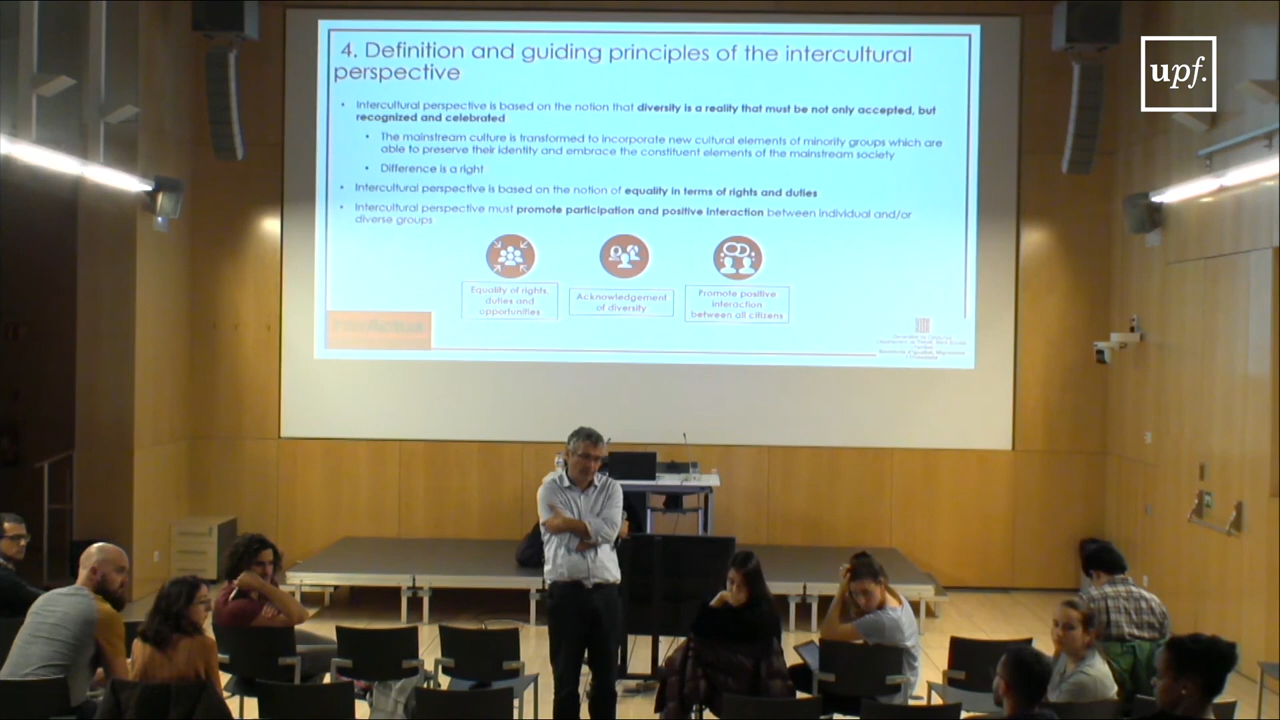 upf.
4. Definition and guiding principles of the intercultural
perspective
• Intercultural perspective is based on the notion that diversity is a reality that must be not only accepted, but
recognized and celebrated
• The mainstream culture is transformed to incorporate new cultural elements of minority groups which are
able to preserve their identity and embrace the constituent elements of the mainstream society
• Difference is a right
• Intercultural perspective is based on the notion of equality in terms of rights and duties
• Intercultural perspective must promote participation and positive interaction between individual and/or
diverse groups
Equality of rights,
duties and
opportunities
Acknowledgement
of diversity
Promote positive
interaction
between all citizens
Generalitat de Catalunya